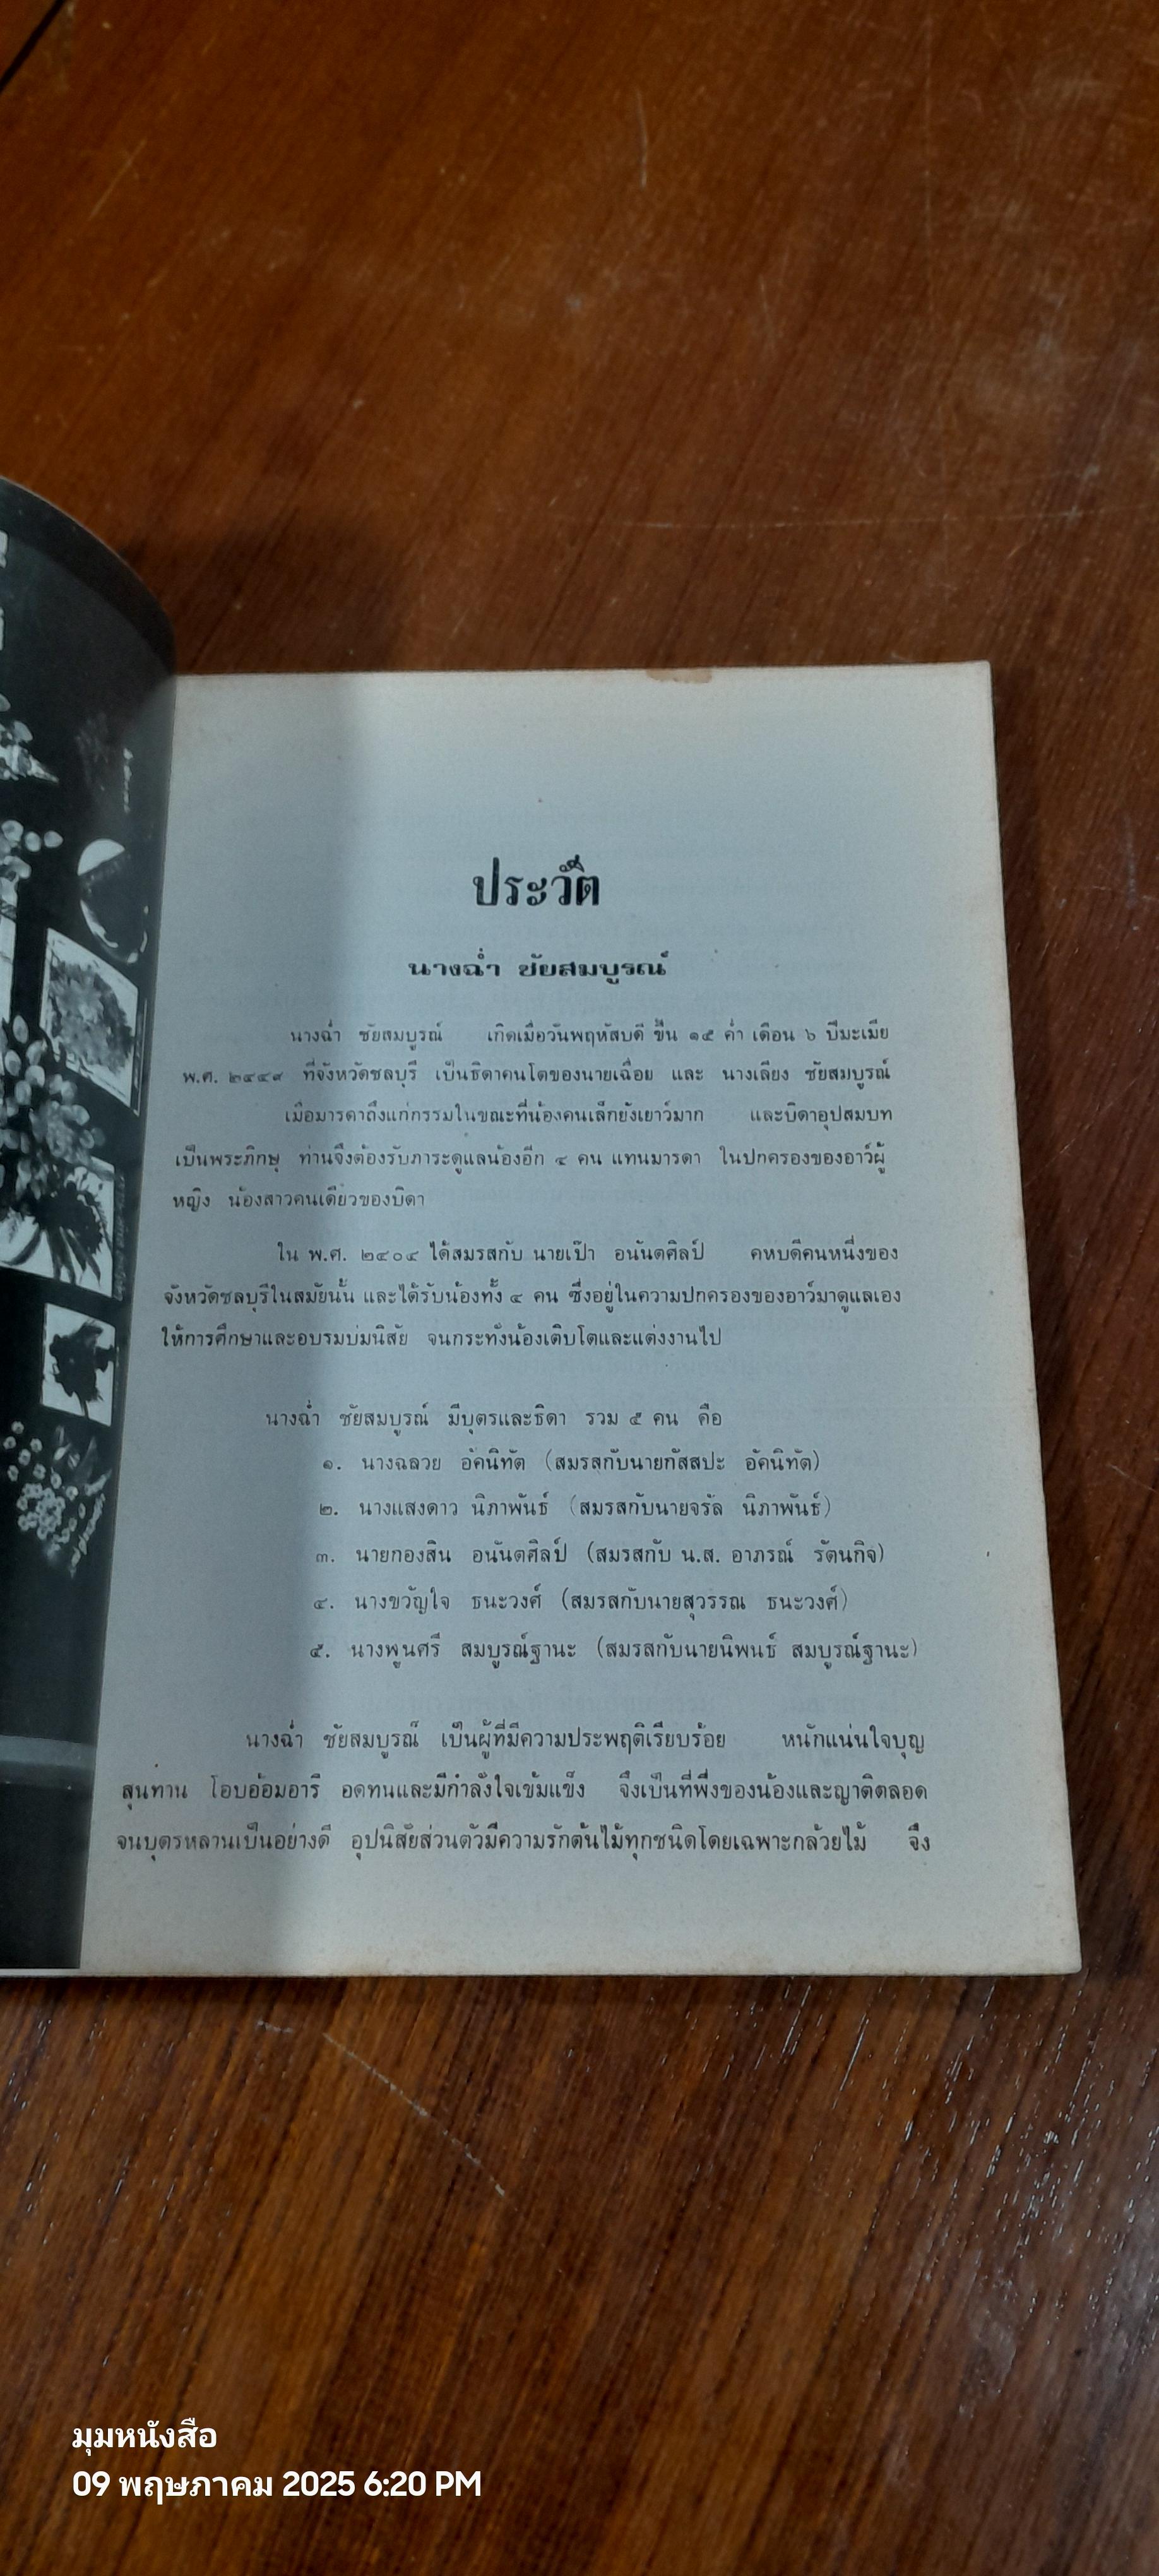 ประวัติ
นางฉ่ำ ชัยสมบูรณ์
นางฉ่ำ ชัยสมบูรณ์ เกิดเมื่อวันพฤหัสบดี ขึ้น ๑๕ ค่ำ เดือน ๖ ปีมะเมีย
พ.ศ. ๒๔๔๙ ที่จังหวัดชลบุรี เป็นธิดาคนโตของนายเฉื่อย และ นางเลียง ชัยสมบูรณ์
เมื่อมารดาถึงแก่กรรมในขณะที่น้องคนเล็กยังเยาว์มาก และบิดาอุปสมบท
เป็นพระภิกษุ ท่านจึงต้องรับภาระดูแลน้องอีก ๔ คน แทนมารดา ในปกครองของอาว์ผู้
หญิง น้องสาวคนเดียวของบิดา
ใน พ.ศ. ๒๔๐๔ ได้สมรสกับ นายเป๊า อนันตศิลป์ คหบดีคนหนึ่งของ
จังหวัดชลบุรีในสมัยนั้น และได้รับน้องทั้ง ๔ คน ซึ่งอยู่ในความปกครองของอาว์มาดูแลเอง
ให้การศึกษาและอบรมบ่มนิสัย จนกระทั่งน้องเติบโตและแต่งงานไป
นางฉ่ำ ชัยสมบูรณ์ มีบุตรและธิดา รวม ๕ คน คือ
๑. นางฉลวย อัคนิทัต (สมรสกับนายกัสสปะ อัคนิทัต)
๒. นางแสงดาว นิภาพันธ์ (สมรสกับนายจรัล นิภาพันธ์)
๓. นายกองสิน อนันตศิลป์ (สมรสกับ น.ส. อาภรณ์ รัตนกิจ)
๔. นางขวัญใจ ธนะวงศ์ (สมรสกับนายสุวรรณ ธนะวงศ์)
๕. นางพูนศรี สมบูรณ์ฐานะ (สมรสกับนายนิพนธ์ สมบูรณ์ฐานะ)
นางฉ่ำ ชัยสมบูรณ์ เป็นผู้ที่มีความประพฤติเรียบร้อย หนักแน่นใจบุญ
สุนทาน โอบอ้อมอารี อดทนและมีกำลังใจเข้มแข็ง จึงเป็นที่พึ่งของน้องและญาติตลอด
จนบุตรหลานเป็นอย่างดี อุปนิสัยส่วนตัวมีความรักต้นไม้ทุกชนิดโดยเฉพาะกล้วยไม้ จึง
มุมหนังสือ
09 พฤษภาคม 2025 6:20 PM